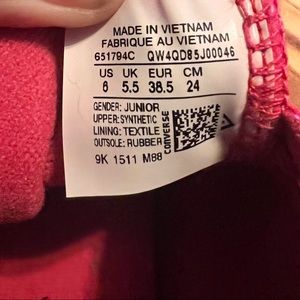 MADE IN VIETNAM
FABRIQUE AU VIETNAM
651794C QW4QD85J00046
US UK EUR CM
6 5.5 38.5 24
GENDER: JUNIOR
UPPER: SYNTHETIC
LINING: TEXTILE
OUTSOLE: RUBBER
9K 1511 M88
CONVERSE